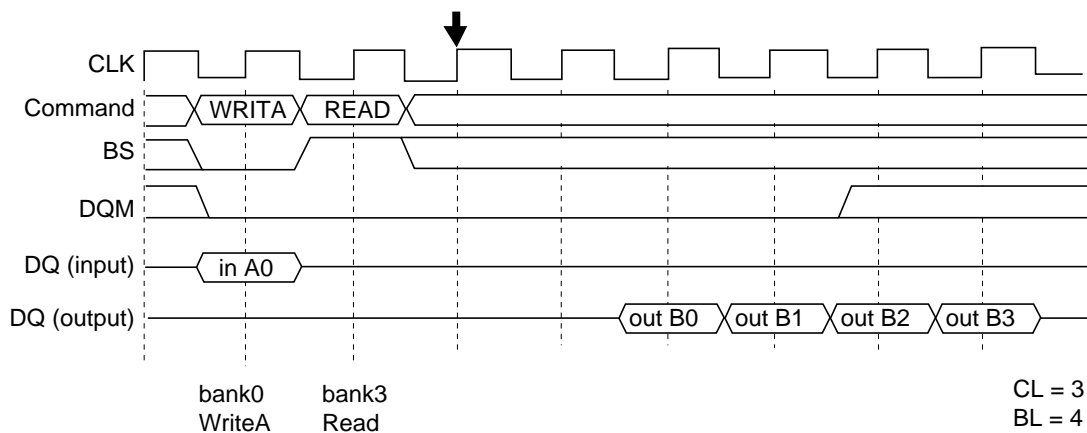 CLK
Command
WRITA
READ
BS
DQM
DQ (input)
in A0
DQ (output)
out B0
out B1
out B2
out B3
bank0
WriteA
bank3
Read
CL = 3
BL = 4